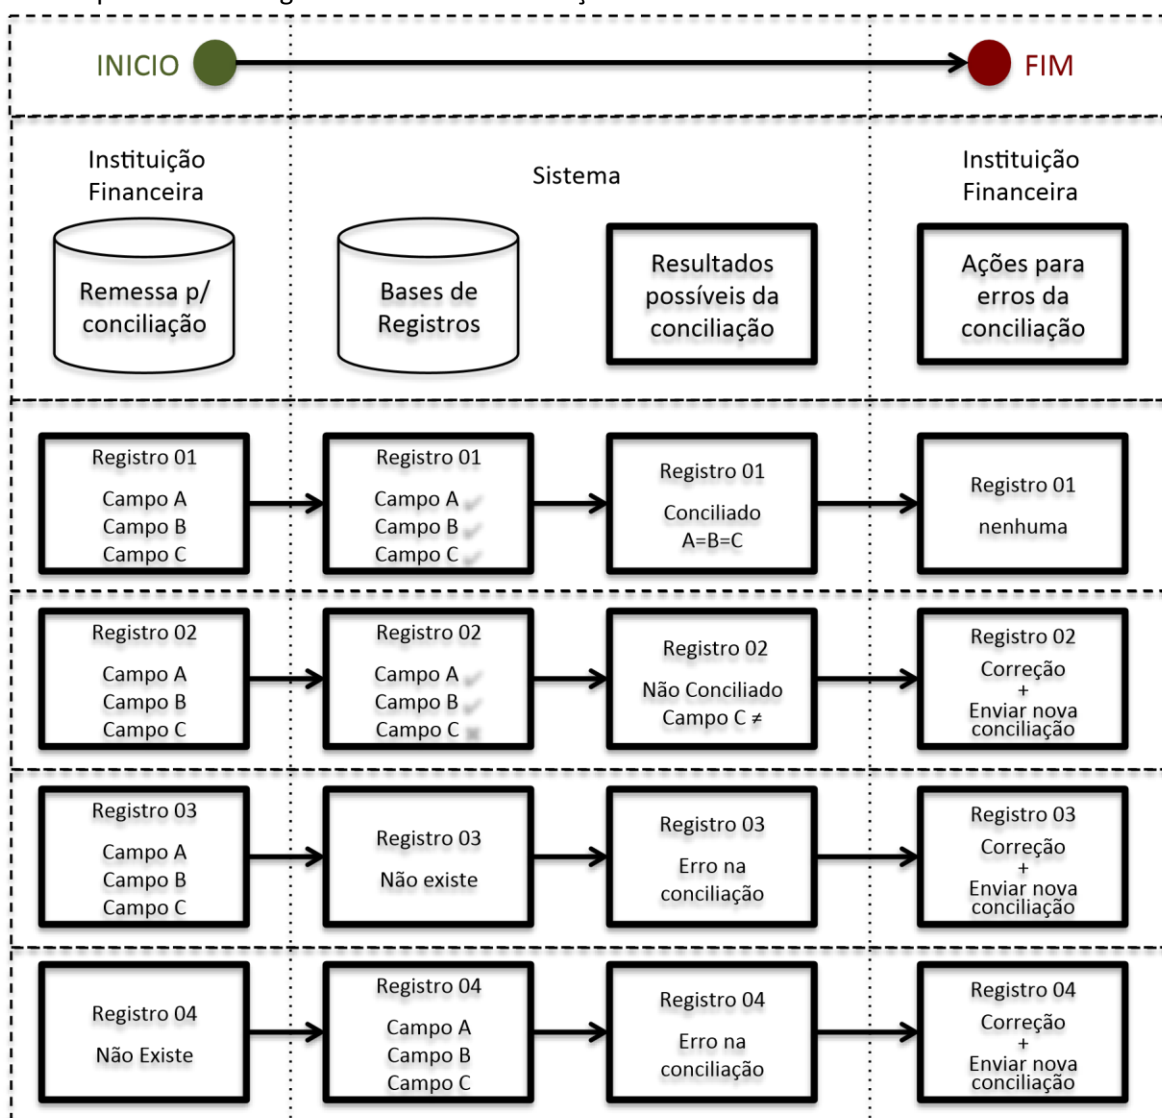 INICIO
FIM
Instituição
Financeira
Sistema
Instituição
Financeira
Remessa p/
conciliação
Bases de
Registros
Resultados
possíveis da
conciliação
Ações para
erros da
conciliação
Registro 01
Campo A
Campo B
Campo C
Registro 01
Campo A ✓
Campo B ✓
Campo C ✓
Registro 01
Conciliado
A=B=C
Registro 01
nenhuma
Registro 02
Campo A
Campo B
Campo C
Registro 02
Campo A ✓
Campo B ✓
Campo C ✖
Registro 02
Não Conciliado
Campo C ≠
Registro 02
Correção
+
Enviar nova
conciliação
Registro 03
Campo A
Campo B
Campo C
Registro 03
Não existe
Registro 03
Erro na
conciliação
Registro 03
Correção
+
Enviar nova
conciliação
Registro 04
Não Existe
Registro 04
Campo A
Campo B
Campo C
Registro 04
Erro na
conciliação
Registro 04
Correção
+
Enviar nova
conciliação